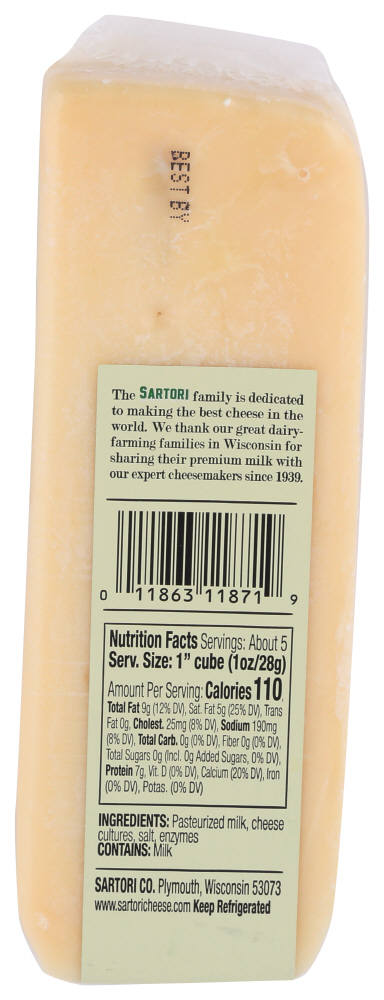 BEST BY
The SARTORI family is dedicated
to making the best cheese in the
world. We thank our great dairy-
farming families in Wisconsin for
sharing their premium milk with
our expert cheesemakers since 1939.
0 11863 11871 9
Nutrition Facts Servings: About 5
Serv. Size: 1” cube (1oz/28g)
Amount Per Serving: Calories 110,
Total Fat 9g (12% DV), Sat. Fat 5g (25% DV), Trans
Fat 0g, Cholest. 25mg (8% DV), Sodium 190mg
(8% DV), Total Carb. 0g (0% DV), Fiber 0g (0% DV),
Total Sugars 0g (Incl. 0g Added Sugars, 0% DV),
Protein 7g, Vit. D (0% DV), Calcium (20% DV), Iron
(0% DV), Potas. (0% DV)
INGREDIENTS: Pasteurized milk, cheese
cultures, salt, enzymes
CONTAINS: Milk
SARTORI CO. Plymouth, Wisconsin 53073
www.sartoricheese.com Keep Refrigerated